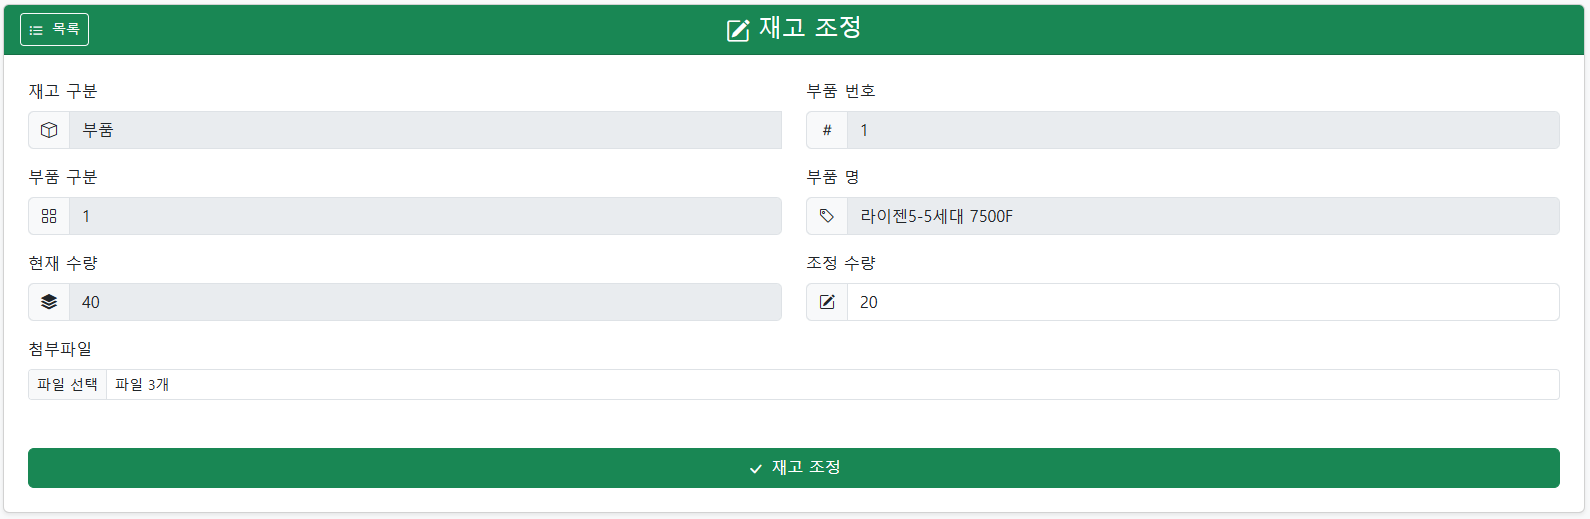 목록
재고 조정
재고 구분
부품 번호
부품
# 1
부품 구분
부품 명
1
라이젠5-5세대 7500F
현재 수량
조정 수량
40
20
첨부파일
파일 선택 파일 3개
재고 조정